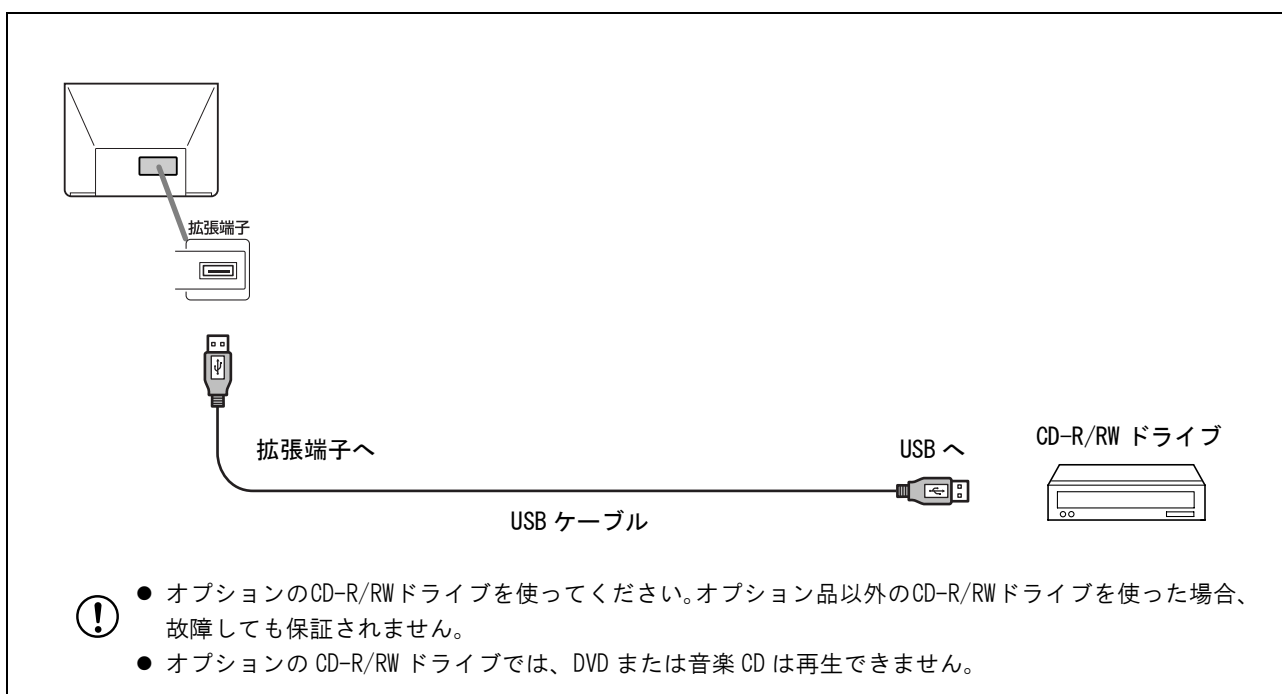 拡張端子
拡張端子へ
USB へ
CD-R/RW ドライブ
USB ケーブル
● オプションのCD-R/RWドライブを使ってください。オプション品以外のCD-R/RWドライブを使った場合、
故障しても保証されません。
● オプションの CD-R/RW ドライブでは、DVD または音楽 CD は再生できません。